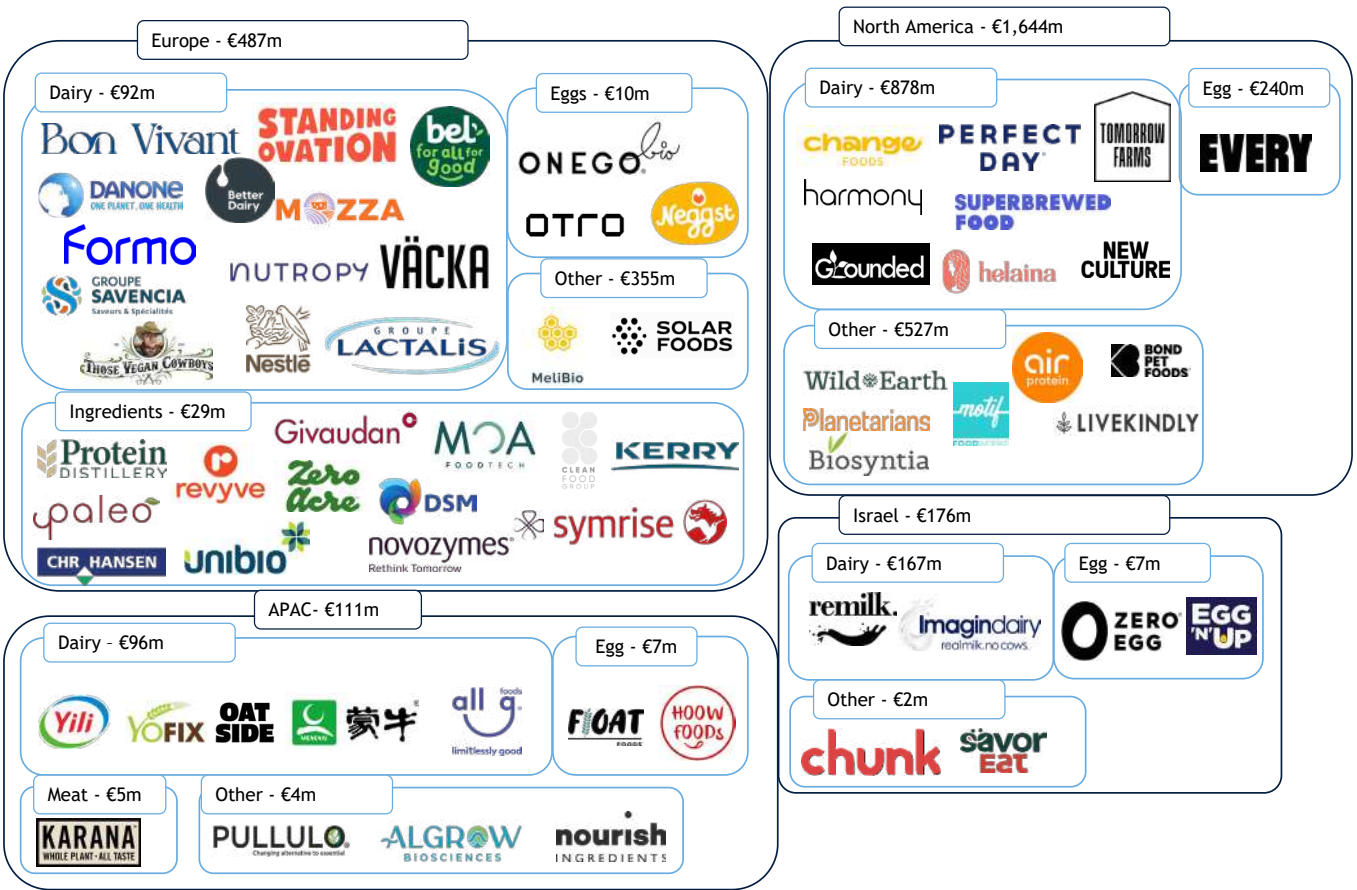 Europe - €487m
Dairy - €92m
Bon Vivant
STANDING
OVATION
bel
for all for
good
DANONE
ONE PLANET. ONE HEALTH
Better
Dairy
MOZZA
Formo
GROUPE
SAVENCIA
Saveurs & Spécialités
NUTROPY
VÄCKA
THOSE VEGAN COWBOYS
Nestlé
GROUPE
LACTALIS
Eggs - €10m
ONEGO bio
OTRO
Neggst
Other - €355m
MeliBio
SOLAR
FOODS
Ingredients - €29m
Protein
DISTILLERY
revyve
Givaudan
Zero
Acre
MOA
FOODTECH
CLEAN
FOOD
GROUP
KERRY
paleo
DSM
symrise
CHR HANSEN
unibio
novozymes
Rethink Tomorrow
North America - €1,644m
Dairy - €878m
change
FOODS
PERFECT
DAY
TOMORROW
FARMS
harmony
SUPERBREWED
FOOD
Grounded
helaina
NEW
CULTURE
Egg - €240m
EVERY
Other - €527m
Wild Earth
air
protein
BOND
PET
FOODS
Planetarians
motif
FOODWORKS
LIVEKINDLY
Biosyntia
Israel - €176m
Dairy - €167m
remilk.
Imagindairy
real milk. no cows.
Egg - €7m
ZERO
EGG
EGG
'N'UP
Other - €2m
chunk
savor
Eat
APAC- €111m
Dairy – €96m
Yili
YOFIX
OAT
SIDE
MENGNIU
蒙牛
all g.
foods
limitlessly good
Egg - €7m
FLOAT
FOODS
HOOW
FOODS
Meat - €5m
KARANA
WHOLE PLANT · ALL TASTE
Other - €4m
PULLULO
Changing alternative to essential
ALGROW
BIOSCIENCES
nourish
INGREDIENTS